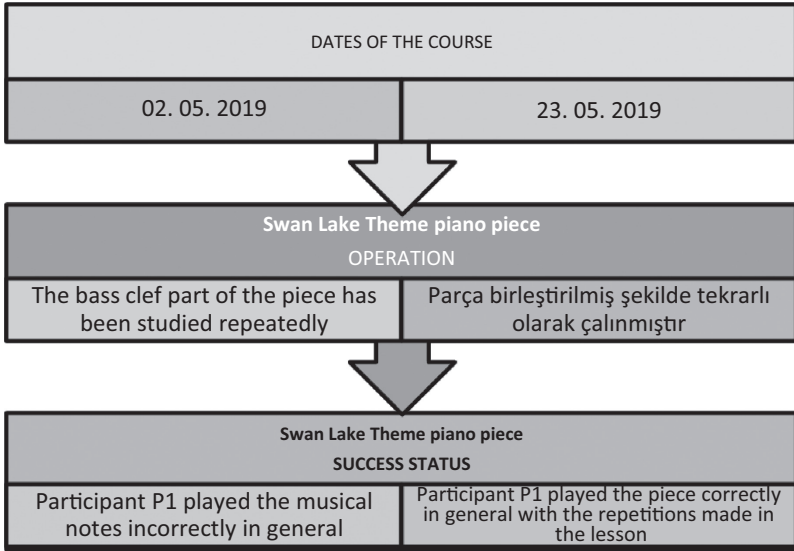 DATES OF THE COURSE
02. 05. 2019
23. 05. 2019
Swan Lake Theme piano piece
OPERATION
The bass clef part of the piece has
been studied repeatedly
Parça birleştirilmiş şekilde tekrarlı
olarak çalınmıştır
Swan Lake Theme piano piece
SUCCESS STATUS
Participant P1 played the musical
notes incorrectly in general
Participant P1 played the piece correctly
in general with the repetitions made in
the lesson